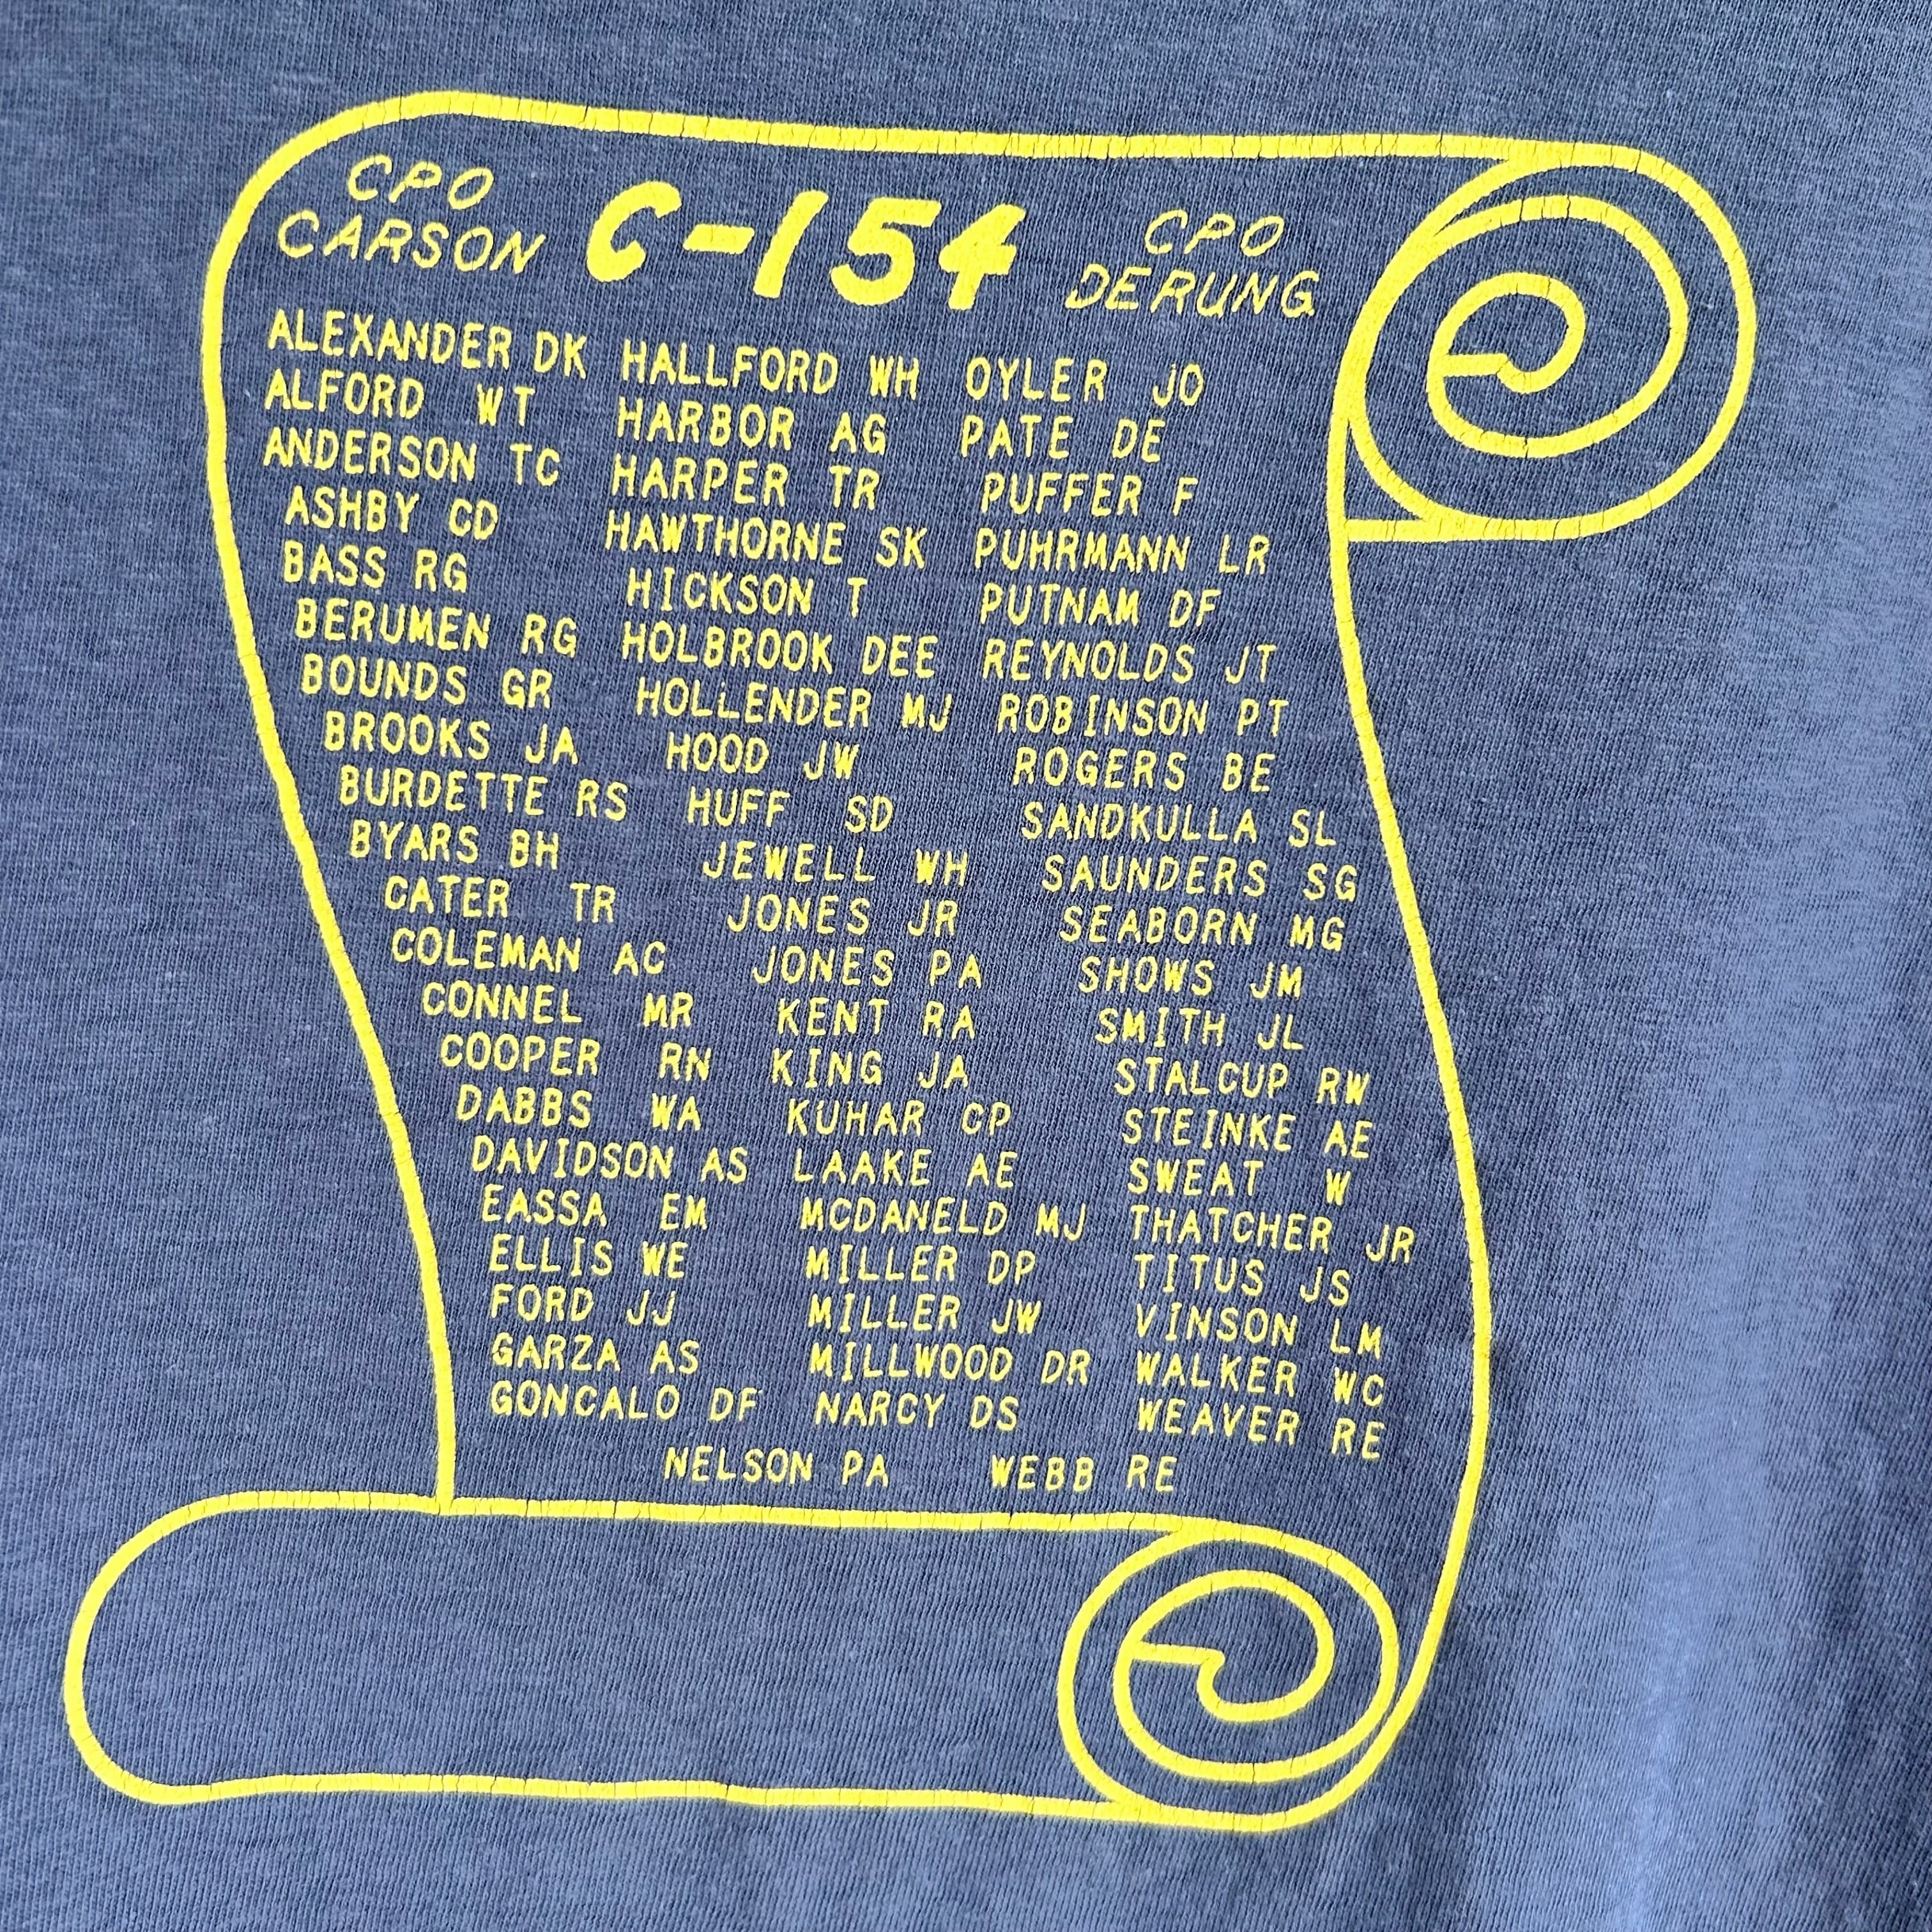 CPO CARSON C-154 CPO DERUNG
ALEXANDER DK HALLFORD WH OYLER JO
ALFORD WT HARBOR AG PATE DE
ANDERSON TC HARPER TR PUFFER F
ASHBY CD HAWTHORNE SK PUHRMANN LR
BASS RG HICKSON T PUTNAM DF
BERUMEN RG HOLBROOK DEE REYNOLDS JT
BOUNDS GR HOLLENDER MJ ROBINSON PT
BROOKS JA HOOD JW ROGERS BE
BURDETTE RS HUFF SD SANDKULLA SL
BYARS BH JEWELL WH SAUNDERS SG
CATER TR JONES JR SEABORN MG
COLEMAN AC JONES PA SHOWS JM
CONNEL MR KENT RA SMITH JL
COOPER RN KING JA STALCUP RW
DABBS WA KUHAR CP STEINKE AE
DAVIDSON AS LAAKE AE SWEAT W
EASSA EM MCDANELD MJ THATCHER JR
ELLIS WE MILLER DP TITUS JS
FORD JJ MILLER JW VINSON LM
GARZA AS MILLWOOD DR WALKER WC
GONCALO DF NARCY DS WEAVER RE
NELSON PA WEBB RE